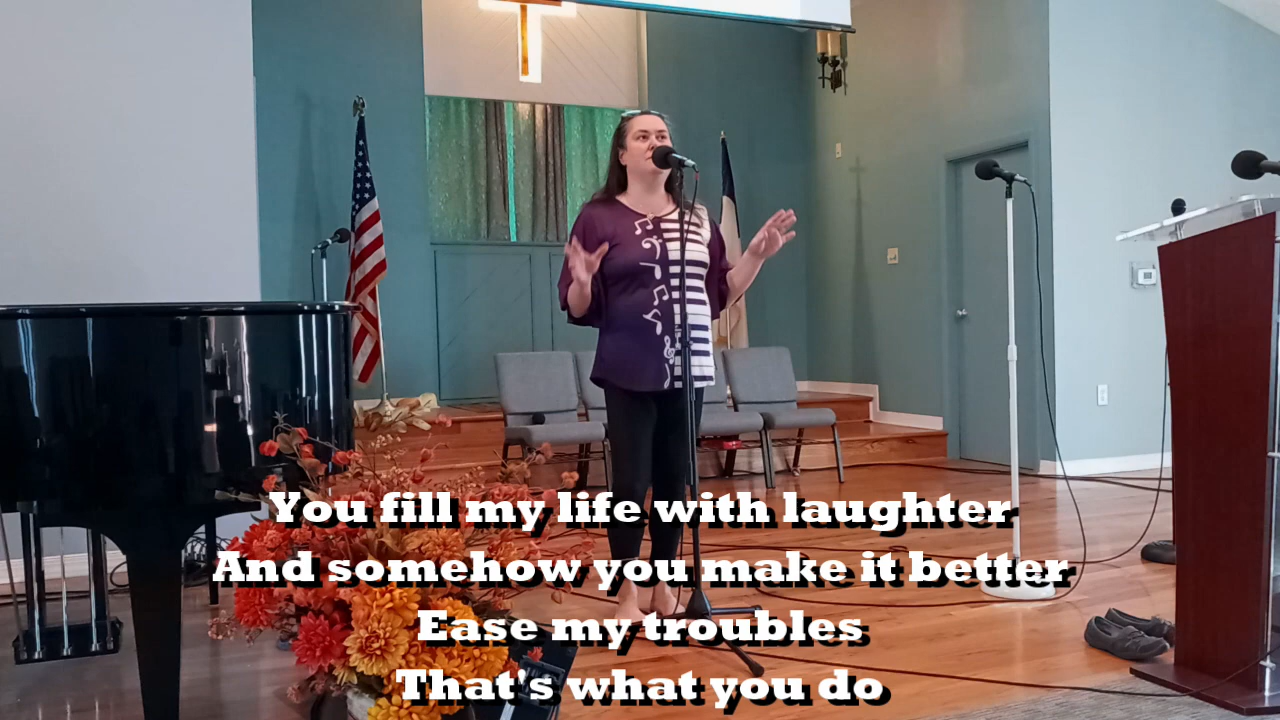 You fill my life with laughter
And somehow you make it better
Ease my troubles
That's what you do